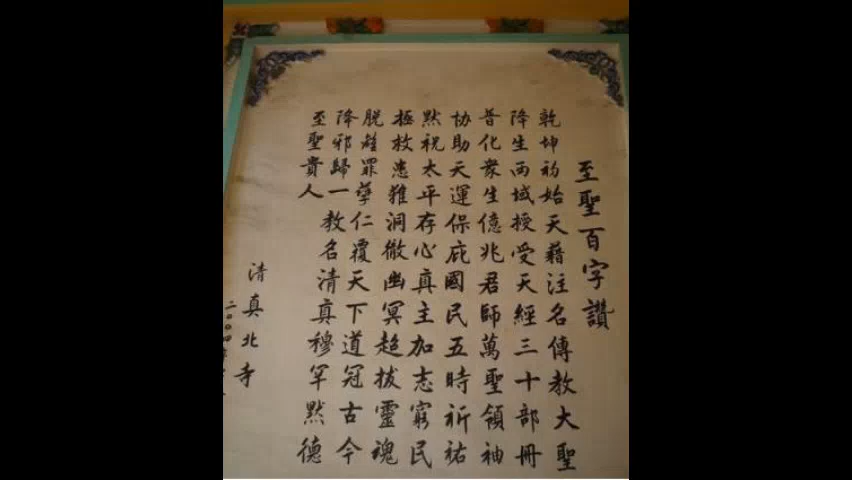 至聖百字讚
乾坤初始天藉注名傳教大聖
降生西域授受天經三十部冊
普化衆生億兆君師萬聖領袖
協助天運保庇國民五時祈祐
默祝太平存心真主加志窮民
極救患難洞徹幽冥超拔靈魂
脫離罪孽仁覆天下道冠古今
降邪歸一教名清真穆罕默德
至聖貴人
清真北寺
二〇〇